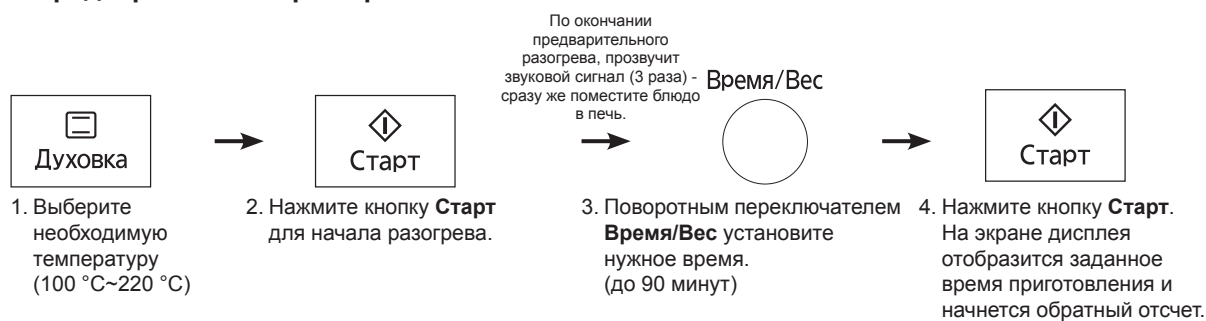 По окончании
предварительного
разогрева, прозвучит
звуковой сигнал (3 раза) -
сразу же поместите блюдо
в печь.
Время/Вес
Духовка
Старт
Старт
1. Выберите
необходимую
температуру
(100 °C~220 °C)
2. Нажмите кнопку Старт
для начала разогрева.
3. Поворотным переключателем
Время/Вес установите
нужное время.
(до 90 минут)
4. Нажмите кнопку Старт.
На экране дисплея
отобразится заданное
время приготовления и
начнется обратный отсчет.